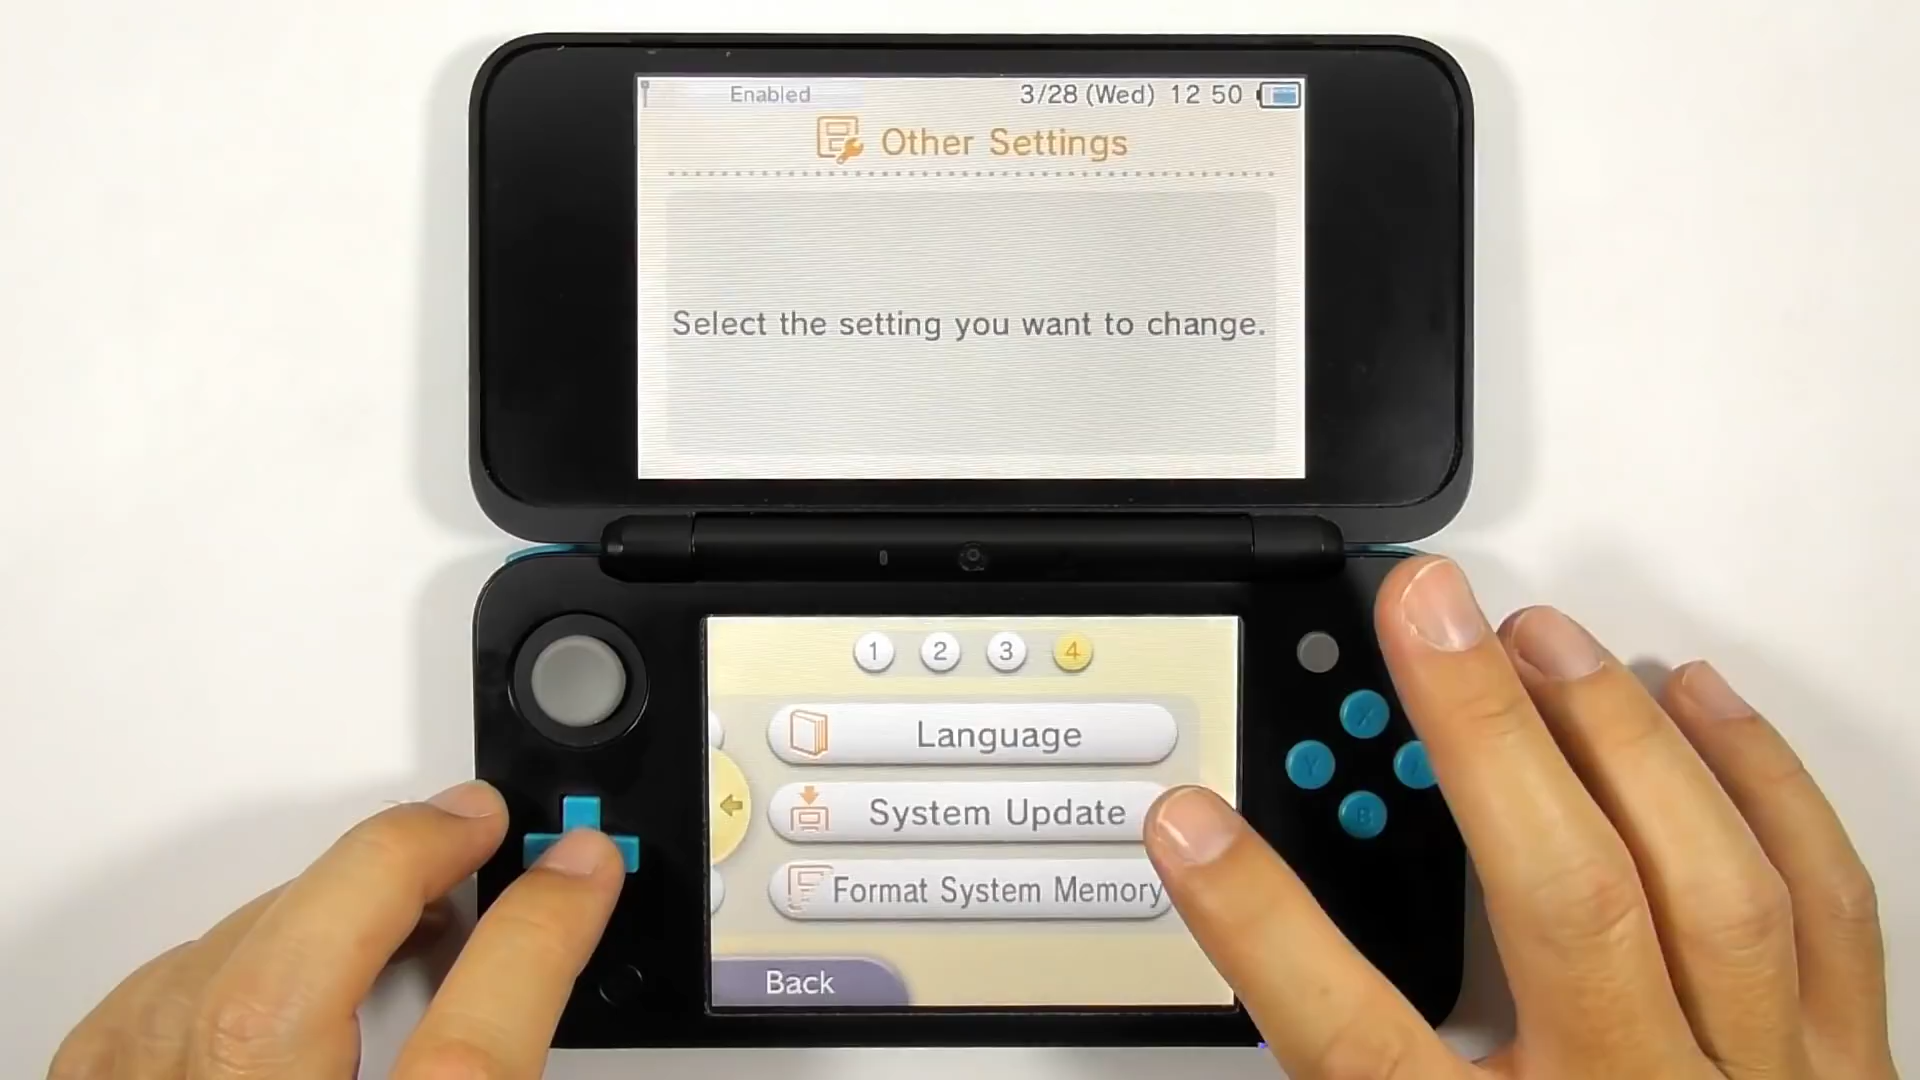 Enabled
3/28 (Wed) 12 50
Other Settings
Select the setting you want to change.
1 2 3 4
Language
System Update
Format System Memory
Back
X
Y
B